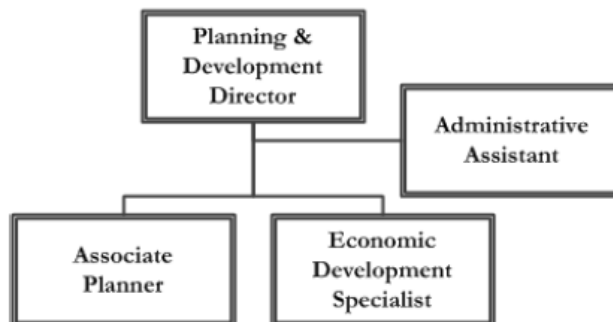 Planning &
Development
Director
Administrative
Assistant
Associate
Planner
Economic
Development
Specialist